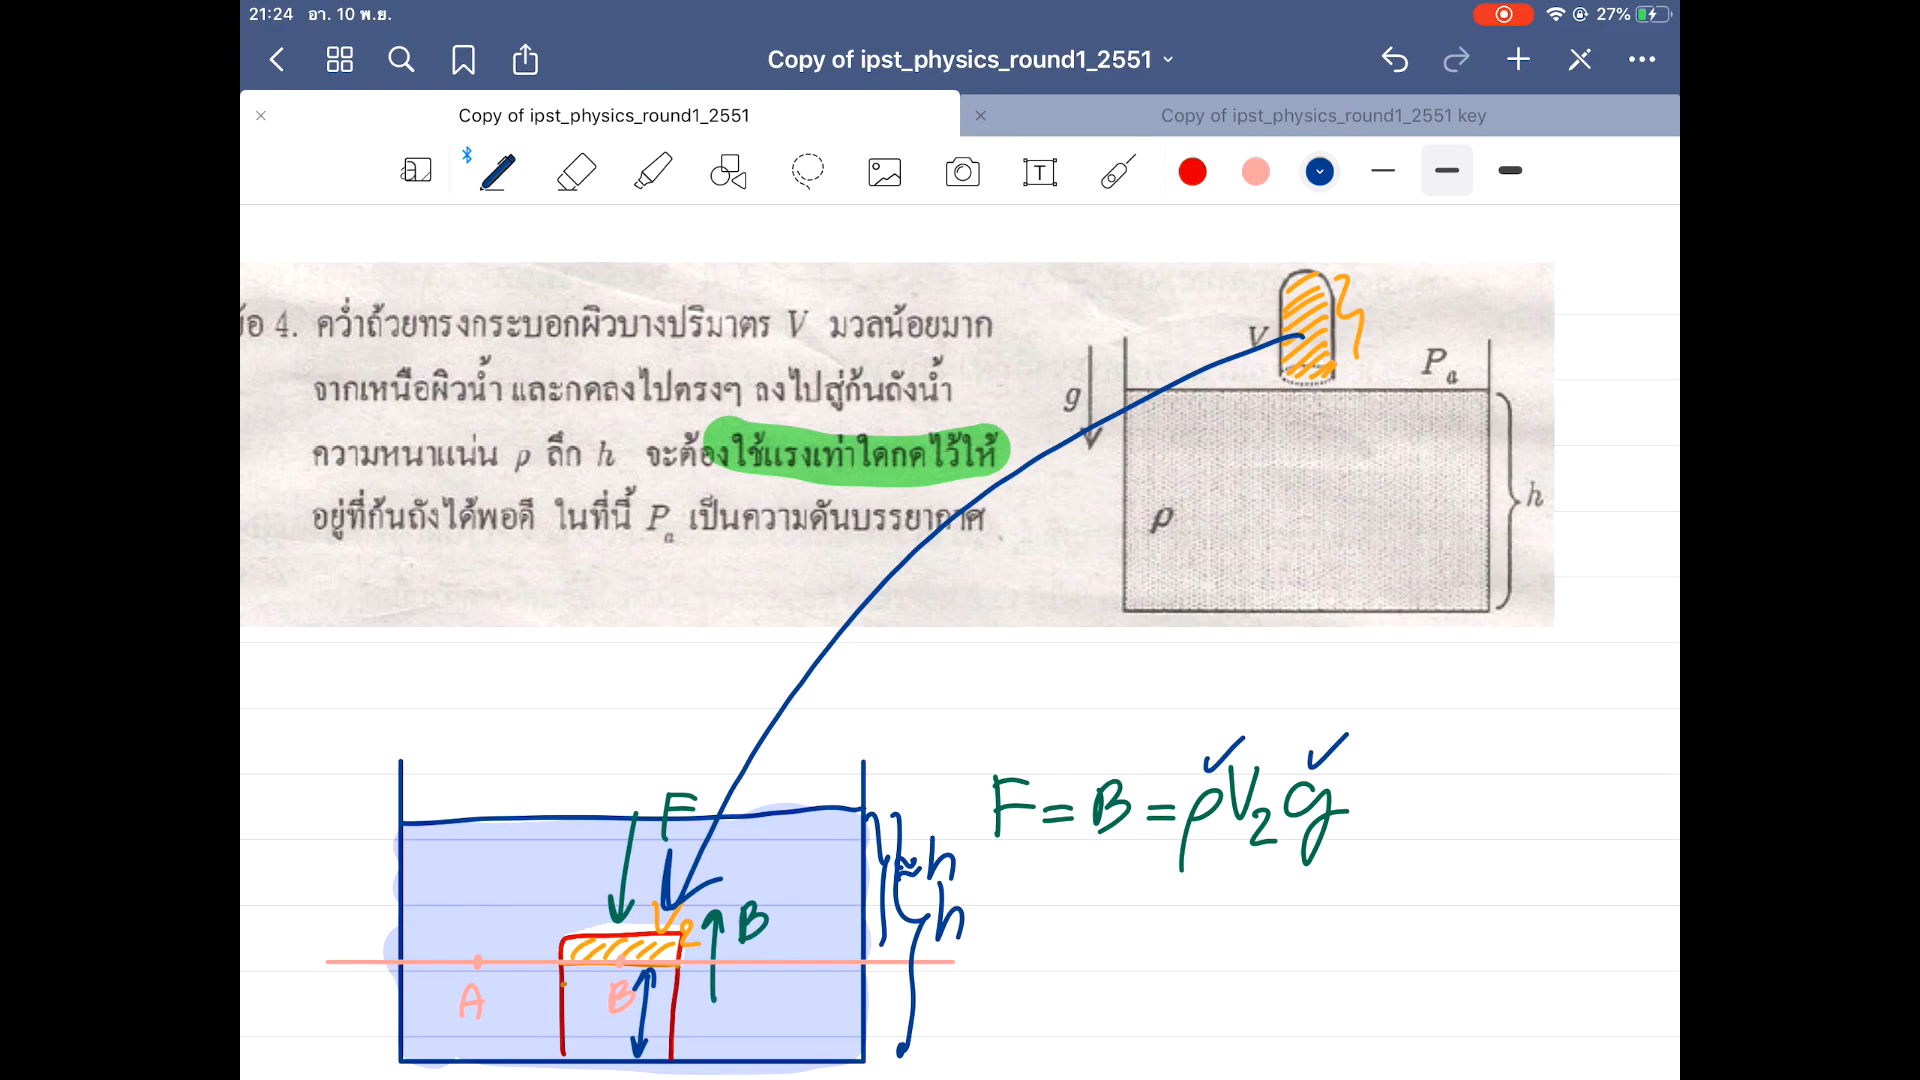 21:24 อา. 10 พ.ย.
27%
Copy of ipst_physics_round1_2551
Copy of ipst_physics_round1_2551
Copy of ipst_physics_round1_2551 key
ข้อ 4. คว่ำถ้วยทรงกระบอกผิวบางปริมาตร V มวลน้อยมาก
จากเหนือผิวน้ำ และกดลงไปตรงๆ ลงไปสู่ก้นถังน้ำ
ความหนาแน่น ρ ลึก h จะต้องใช้แรงเท่าใดกดไว้ให้
อยู่ที่ก้นถังได้พอดี ในที่นี้ Pa เป็นความดันบรรยากาศ
V
Pa
g
h
ρ
F
F = B = ρV2g
≈ h
h
V2
B
A
B